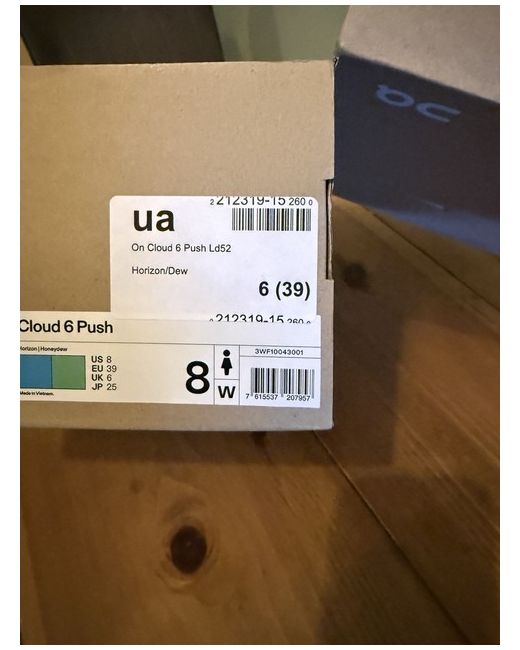 212319-15 260 0
ua
On Cloud 6 Push Ld52
Horizon/Dew
6 (39)
212319-15 260 0
Cloud 6 Push
Horizon | Honeydew
US 8
EU 39
UK 6
JP 25
Made in Vietnam.
8
W
3WF10043001
7 615537 207957